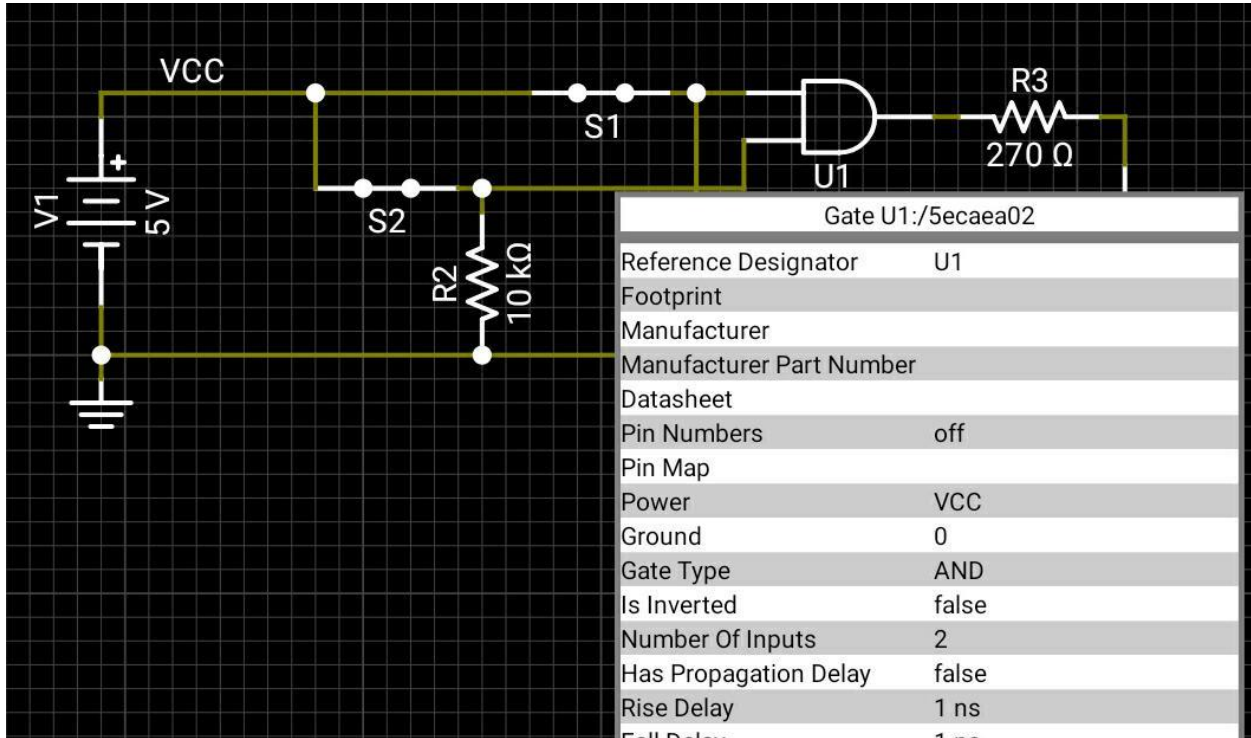 VCC
R3
S1
270 Ω
U1
+
V1
5 V
S2
R2
10 kΩ
Gate U1:/5ecaea02
Reference Designator U1
Footprint
Manufacturer
Manufacturer Part Number
Datasheet
Pin Numbers off
Pin Map
Power VCC
Ground 0
Gate Type AND
Is Inverted false
Number Of Inputs 2
Has Propagation Delay false
Rise Delay 1 ns